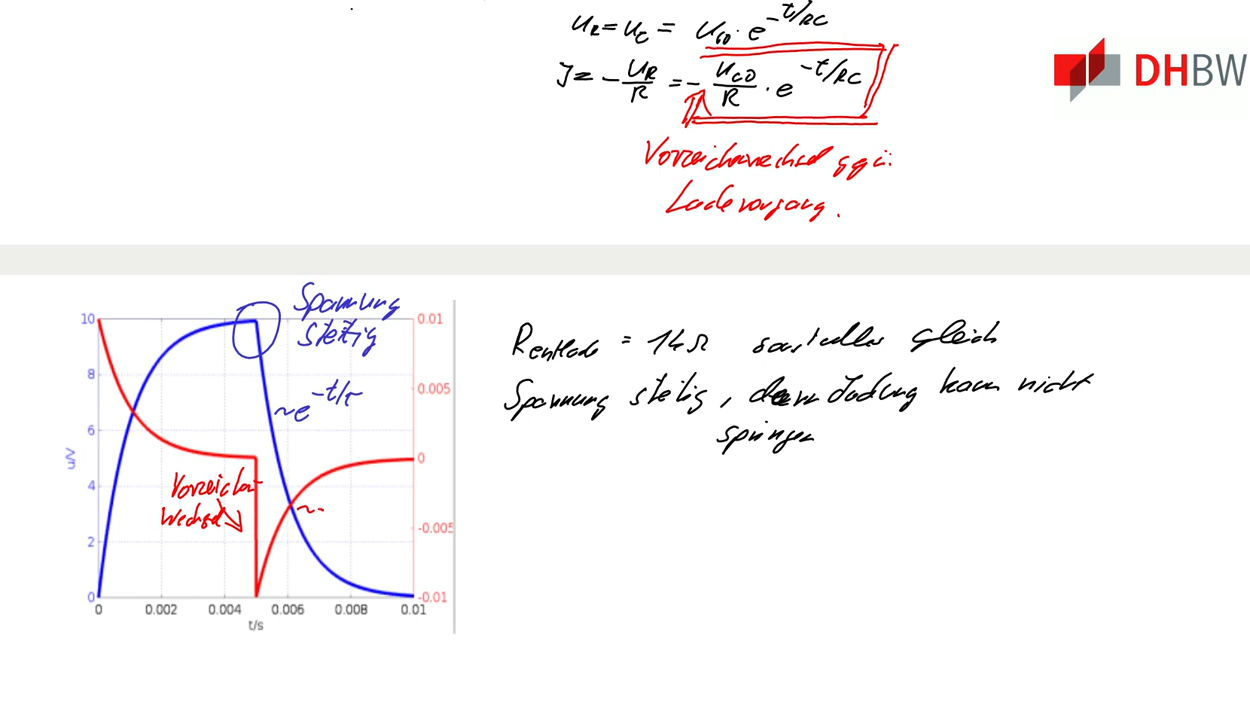 U_R = U_C = U_C0 · e^-t/RC
J = - U_R/R = - U_C0/R · e^-t/RC
DHBW
Vorzeichenwechsel ggü.
Ladevorgang.
Spannung
stetig
~e^-t/τ
Vorzeichen
wechsel
~-
10
8
6
4
2
0
u/V
0.01
0.005
0
-0.005
-0.01
0
0.002
0.004
0.006
0.008
0.01
t/s
R_entlade = 1kΩ sonst alles gleich
Spannung stetig, denn Ladung kann nicht
springen